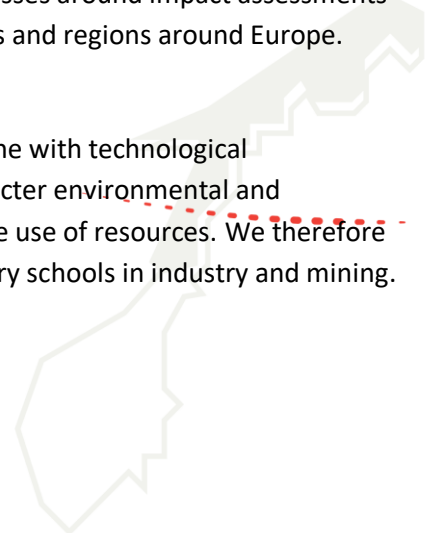 sses around impact assessments
s and regions around Europe.
ne with technological
cter environmental and
e use of resources. We therefore
ry schools in industry and mining.